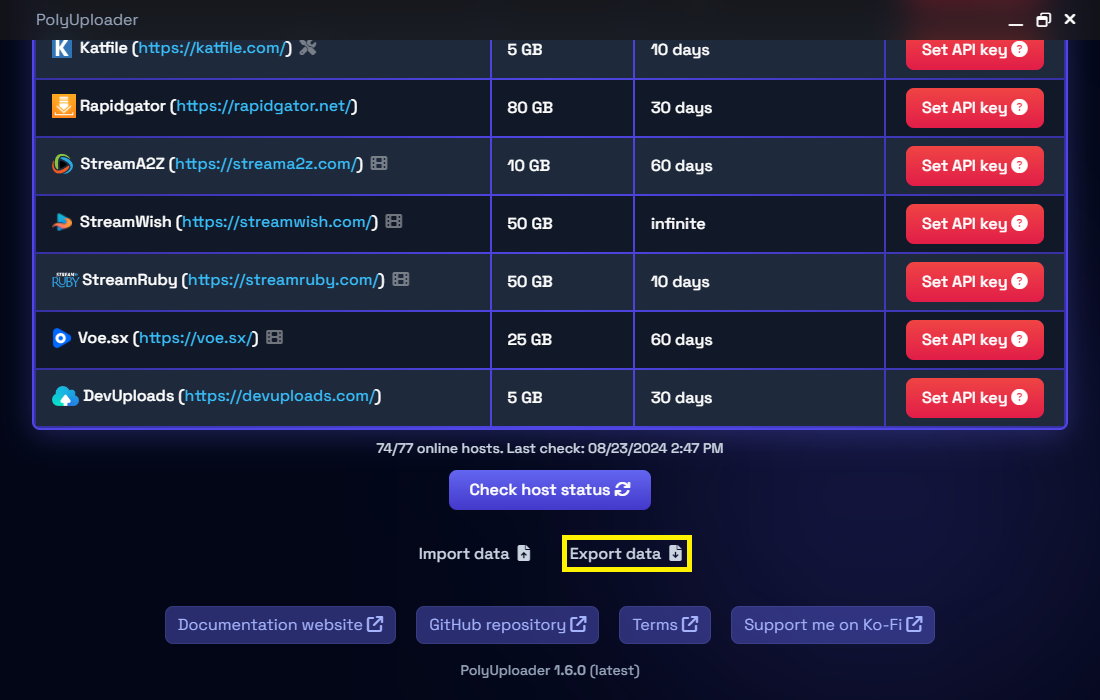 PolyUploader
Katfile (https://katfile.com/) 5 GB 10 days Set API key ?
Rapidgator (https://rapidgator.net/) 80 GB 30 days Set API key ?
StreamA2Z (https://streama2z.com/) 10 GB 60 days Set API key ?
StreamWish (https://streamwish.com/) 50 GB infinite Set API key ?
STREAM RUBY StreamRuby (https://streamruby.com/) 50 GB 10 days Set API key ?
Voe.sx (https://voe.sx/) 25 GB 60 days Set API key ?
DevUploads (https://devuploads.com/) 5 GB 30 days Set API key ?
74/77 online hosts. Last check: 08/23/2024 2:47 PM
Check host status
Import data Export data
Documentation website GitHub repository Terms Support me on Ko-Fi
PolyUploader 1.6.0 (latest)